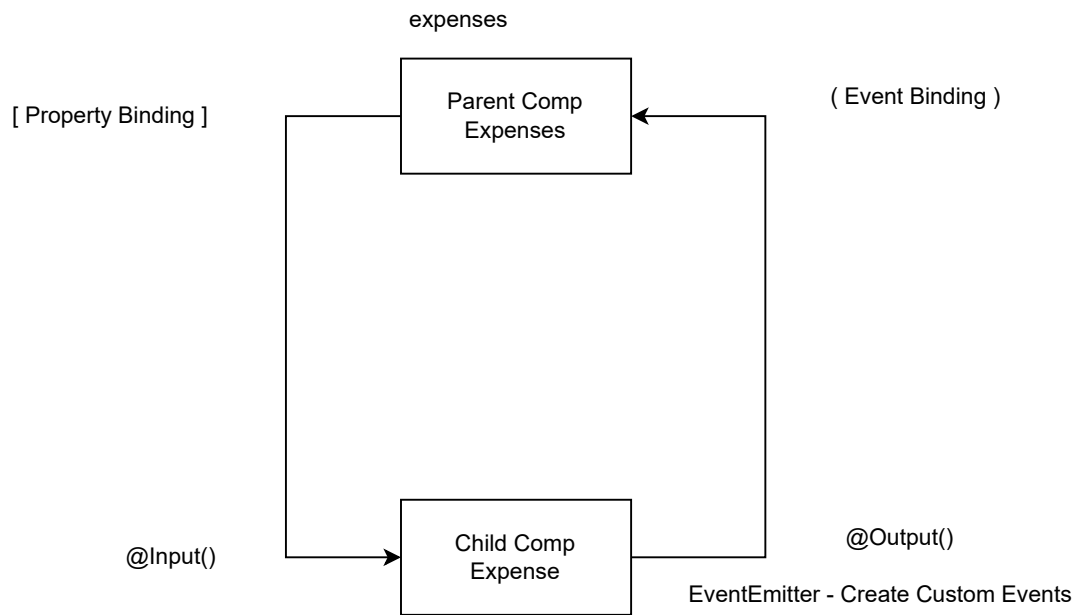 expenses
Parent Comp
Expenses
[ Property Binding ]
( Event Binding )
Child Comp
Expense
@Input()
@Output()
EventEmitter - Create Custom Events